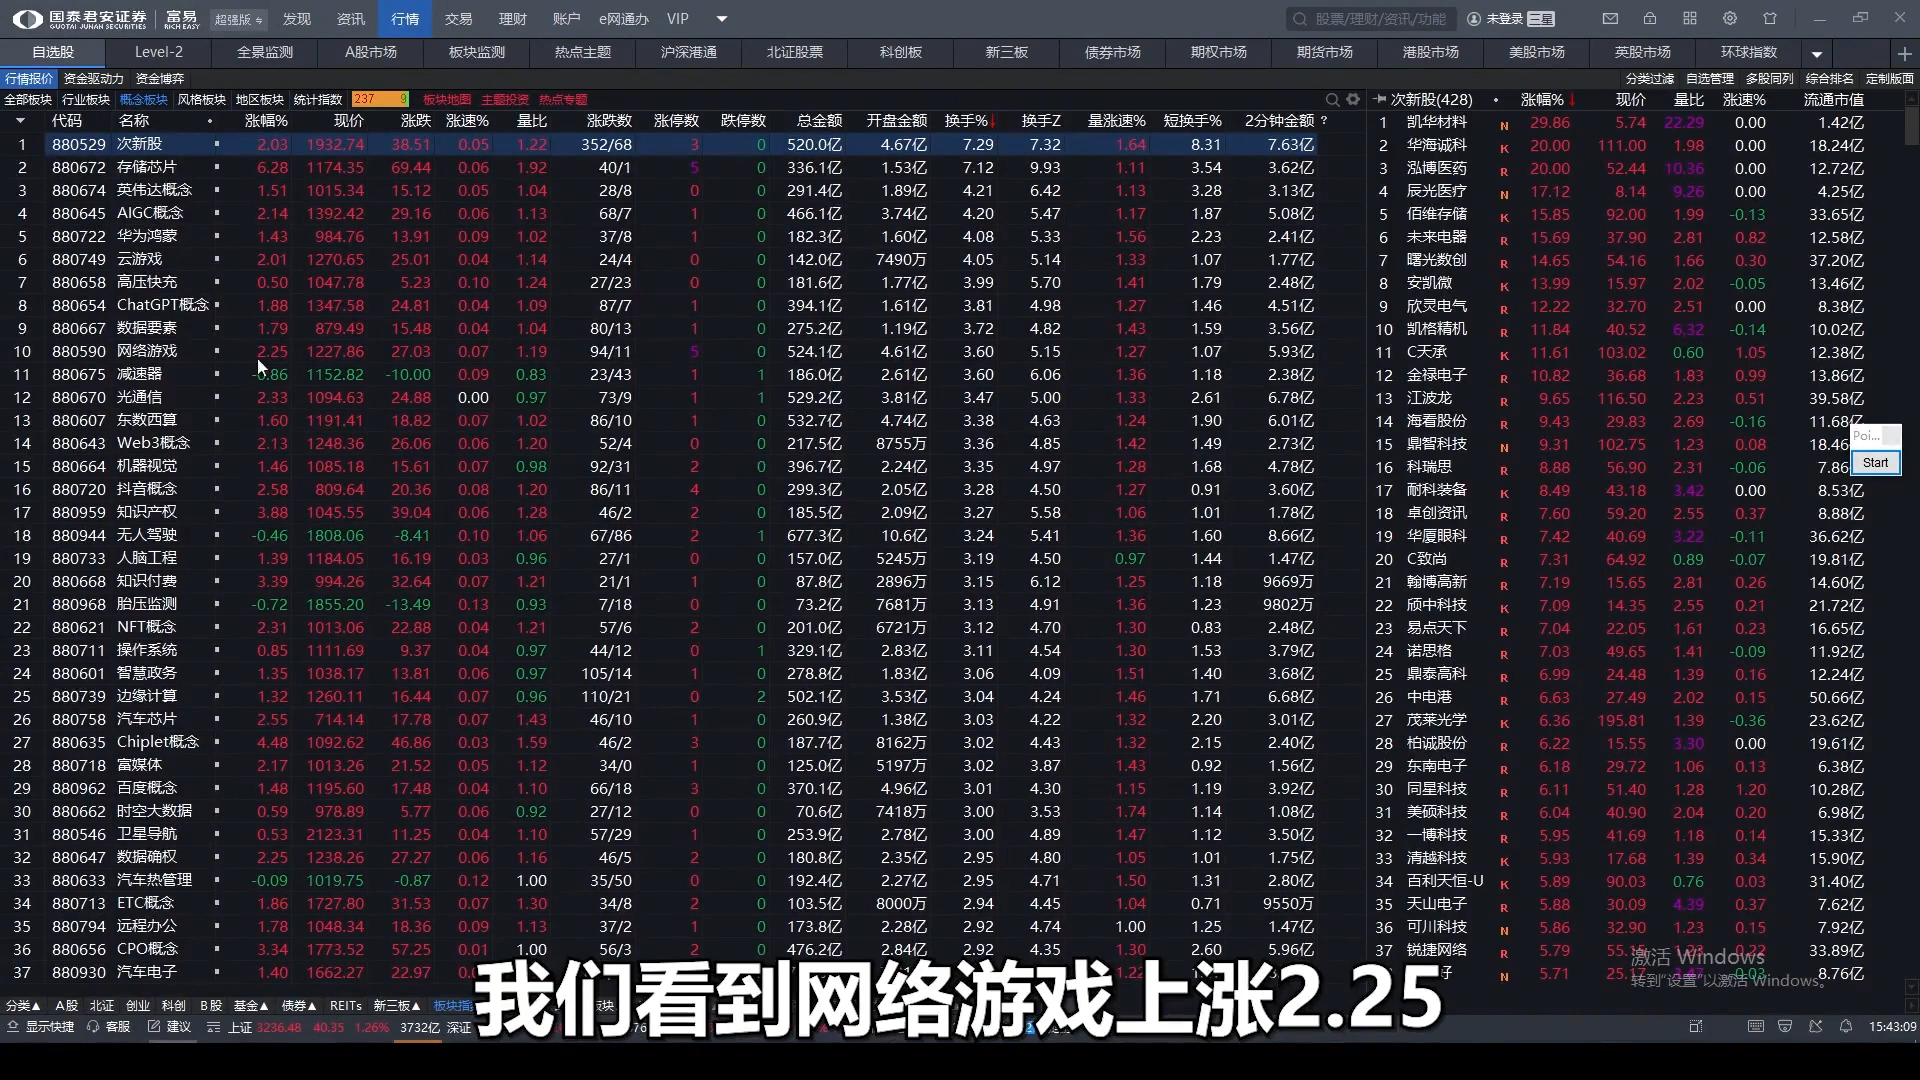 国泰君安证券 GUOTAI JUNAN SECURITIES 富易 RICH EASY 超强版 发现 资讯 行情 交易 理财 账户 e网通办 VIP 股票/理财/资讯/功能 未登录
自选股 Level-2 全景监测 A股市场 板块监测 热点主题 沪深港通 北证股票 科创板 新三板 债券市场 期权市场 期货市场 港股市场 美股市场 英股市场 环球指数
行情报价 资金驱动力 资金博弈 分类过滤 自选管理 多股同列 综合排名 定制版面
全部板块 行业板块 概念板块 风格板块 地区板块 统计指数 237 9 板块地图 主题投资 热点专题 次新股(428) 涨幅% 现价 量比 涨速% 流通市值
代码 名称 涨幅% 现价 涨跌 涨速% 量比 涨跌数 涨停数 跌停数 总金额 开盘金额 换手% 换手Z 量涨速% 短换手% 2分钟金额 ?
1 880529 次新股 2.03 1932.74 38.51 0.05 1.22 352/68 3 0 520.0亿 4.67亿 7.29 7.32 1.64 8.31 7.63亿
2 880672 存储芯片 6.28 1174.35 69.44 0.06 1.92 40/1 5 0 336.1亿 1.53亿 7.12 9.93 1.11 3.54 3.62亿
3 880674 英伟达概念 1.51 1015.34 15.12 0.05 1.04 28/8 0 0 291.4亿 1.89亿 4.21 6.42 1.13 3.28 3.13亿
4 880645 AIGC概念 2.14 1392.42 29.16 0.06 1.13 68/7 1 0 466.1亿 3.74亿 4.20 5.47 1.17 1.87 5.08亿
5 880722 华为鸿蒙 1.43 984.76 13.91 0.09 1.02 37/8 1 0 182.3亿 1.60亿 4.08 5.33 1.56 2.23 2.41亿
6 880749 云游戏 2.01 1270.65 25.01 0.04 1.14 24/4 0 0 142.0亿 7490万 4.05 5.14 1.33 1.07 1.77亿
7 880658 高压快充 0.50 1047.78 5.23 0.10 1.24 27/23 0 0 181.6亿 1.77亿 3.99 5.70 1.41 1.79 2.48亿
8 880654 ChatGPT概念 1.88 1347.58 24.81 0.04 1.09 87/7 1 0 394.1亿 1.61亿 3.81 4.98 1.27 1.46 4.51亿
9 880667 数据要素 1.79 879.49 15.48 0.04 1.04 80/13 1 0 275.2亿 1.19亿 3.72 4.82 1.43 1.59 3.56亿
10 880590 网络游戏 2.25 1227.86 27.03 0.07 1.19 94/11 5 0 524.1亿 4.61亿 3.60 5.15 1.27 1.07 5.93亿
11 880675 减速器 -0.86 1152.82 -10.00 0.09 0.83 23/43 1 1 186.0亿 2.61亿 3.60 6.06 1.36 1.18 2.38亿
12 880670 光通信 2.33 1094.63 24.88 0.00 0.97 73/9 1 1 529.2亿 3.81亿 3.47 5.00 1.33 2.61 6.78亿
13 880607 东数西算 1.60 1191.41 18.82 0.07 1.02 86/10 1 0 532.7亿 4.74亿 3.38 4.63 1.24 1.90 6.01亿
14 880643 Web3概念 2.13 1248.36 26.06 0.06 1.20 52/4 0 0 217.5亿 8755万 3.36 4.85 1.42 1.49 2.73亿
15 880664 机器视觉 1.46 1085.18 15.61 0.07 0.98 92/31 2 0 396.7亿 2.24亿 3.35 4.97 1.28 1.68 4.78亿
16 880720 抖音概念 2.58 809.64 20.36 0.08 1.20 86/11 4 0 299.3亿 2.05亿 3.28 4.50 1.27 0.91 3.60亿
17 880959 知识产权 3.88 1045.55 39.04 0.06 1.28 46/2 2 0 185.5亿 2.09亿 3.27 5.58 1.06 1.01 1.78亿
18 880944 无人驾驶 -0.46 1808.06 -8.41 0.10 1.06 67/86 2 1 677.3亿 10.6亿 3.24 5.41 1.36 1.60 8.66亿
19 880733 人脑工程 1.39 1184.05 16.19 0.03 0.96 27/1 0 0 157.0亿 5245万 3.19 4.50 0.97 1.44 1.47亿
20 880668 知识付费 3.39 994.26 32.64 0.07 1.21 21/1 1 0 87.8亿 2896万 3.15 6.12 1.25 1.18 9669万
21 880968 胎压监测 -0.72 1855.20 -13.49 0.13 0.93 7/18 0 0 73.2亿 7681万 3.13 4.91 1.36 1.23 9802万
22 880621 NFT概念 2.31 1013.06 22.88 0.04 1.21 57/6 2 0 201.0亿 6721万 3.12 4.70 1.30 0.83 2.48亿
23 880711 操作系统 0.85 1111.69 9.37 0.04 0.97 44/12 0 1 329.1亿 2.83亿 3.11 4.54 1.30 1.53 3.79亿
24 880601 智慧政务 1.35 1038.17 13.81 0.06 0.97 105/14 1 0 278.8亿 1.83亿 3.06 4.09 1.51 1.40 3.68亿
25 880739 边缘计算 1.32 1260.11 16.44 0.07 0.96 110/21 0 2 502.1亿 3.53亿 3.04 4.24 1.46 1.71 6.68亿
26 880758 汽车芯片 2.55 714.14 17.78 0.07 1.43 46/10 1 0 260.9亿 1.38亿 3.03 4.22 1.32 2.20 3.01亿
27 880635 Chiplet概念 4.48 1092.62 46.86 0.03 1.59 46/2 3 0 187.7亿 8162万 3.02 4.43 1.32 2.15 2.40亿
28 880718 富媒体 2.17 1013.26 21.52 0.05 1.12 34/0 1 0 125.0亿 5197万 3.02 3.87 1.43 0.92 1.56亿
29 880962 百度概念 1.48 1195.60 17.48 0.04 1.10 66/18 3 0 370.1亿 4.96亿 3.01 4.30 1.15 1.19 3.92亿
30 880662 时空大数据 0.59 978.89 5.77 0.06 0.92 27/12 0 0 70.6亿 7418万 3.00 3.53 1.74 1.14 1.08亿
31 880546 卫星导航 0.53 2123.31 11.25 0.04 1.10 57/29 1 0 253.9亿 2.78亿 3.00 4.89 1.47 1.12 3.50亿
32 880647 数据确权 2.25 1238.26 27.27 0.06 1.16 46/5 2 0 180.8亿 2.35亿 2.95 4.80 1.05 1.01 1.75亿
33 880633 汽车热管理 -0.09 1019.75 -0.87 0.12 1.00 35/50 0 0 192.4亿 2.27亿 2.95 4.71 1.50 1.31 2.80亿
34 880713 ETC概念 1.86 1727.80 31.53 0.07 1.30 34/8 2 0 103.5亿 8000万 2.94 4.45 1.04 0.71 9550万
35 880794 远程办公 1.78 1048.34 18.36 0.09 1.13 37/2 1 0 173.8亿 2.28亿 2.92 4.74 1.00 1.25 1.47亿
36 880656 CPO概念 3.34 1773.52 57.25 0.01 1.00 56/3 2 0 476.2亿 2.84亿 2.92 4.35 1.30 2.60 5.96亿
37 880930 汽车电子 1.40 1662.27 22.97
1 凯华材料 N 29.86 5.74 22.29 0.00 1.42亿
2 华海诚科 K 20.00 111.00 1.98 0.00 18.24亿
3 泓博医药 R 20.00 52.44 10.36 0.00 12.72亿
4 辰光医疗 N 17.12 8.14 9.26 0.00 4.25亿
5 佰维存储 K 15.85 92.00 1.99 -0.13 33.65亿
6 未来电器 R 15.69 37.90 2.81 0.82 12.58亿
7 曙光数创 R 14.65 54.16 1.66 0.30 37.20亿
8 安凯微 K 13.99 15.97 2.02 -0.05 13.46亿
9 欣灵电气 R 12.22 32.70 2.51 0.00 8.38亿
10 凯格精机 R 11.84 40.52 6.32 -0.14 10.02亿
11 C天承 K 11.61 103.02 0.60 1.05 12.38亿
12 金禄电子 R 10.82 36.68 1.83 0.99 13.86亿
13 江波龙 R 9.65 116.50 2.23 0.51 39.58亿
14 海看股份 R 9.43 29.83 2.69 -0.16 11.68亿
15 鼎智科技 N 9.31 102.75 1.23 0.08 18.46
16 科瑞思 R 8.88 56.90 2.31 -0.06 7.86
17 耐科装备 K 8.49 43.18 3.42 0.00 8.53亿
18 卓创资讯 R 7.60 59.20 2.55 0.37 8.88亿
19 华厦眼科 R 7.42 40.69 3.22 -0.11 36.62亿
20 C致尚 R 7.31 64.92 0.89 -0.07 19.81亿
21 翰博高新 R 7.19 15.65 2.81 0.26 14.60亿
22 颀中科技 K 7.09 14.35 2.55 0.21 21.72亿
23 易点天下 R 7.04 22.05 1.61 0.23 16.65亿
24 诺思格 R 7.03 49.65 1.41 -0.09 11.92亿
25 鼎泰高科 R 6.99 24.48 1.39 0.16 12.24亿
26 中电港 R 6.63 27.49 2.02 0.15 50.66亿
27 茂莱光学 K 6.36 195.81 1.39 -0.36 23.62亿
28 柏诚股份 R 6.22 15.55 3.30 0.00 19.61亿
29 东南电子 R 6.18 29.72 1.06 0.13 6.38亿
30 同星科技 R 6.11 51.40 1.28 1.20 10.28亿
31 美硕科技 R 6.04 40.90 2.04 0.20 6.98亿
32 一博科技 R 5.95 41.69 1.18 0.14 15.33亿
33 清越科技 K 5.93 17.68 1.39 0.34 15.90亿
34 百利天恒-U K 5.89 90.03 0.76 0.03 31.40亿
35 天山电子 R 5.88 30.09 4.39 0.37 7.62亿
36 可川科技 N 5.86 32.90 1.23 0.15 7.92亿
37 锐捷网络 R 5.79 33.89亿
N 5.71 8.76亿
Poi...
Start
激活 Windows
转到"设置"以激活 Windows。
分类▲ A股 北证 创业 科创 B股 基金▲ 债券▲ REITs 新三板▲ 板块指
显示快捷 客服 建议 上证 3236.48 40.35 1.26% 3732亿 深证 15:43:09
我们看到网络游戏上涨2.25